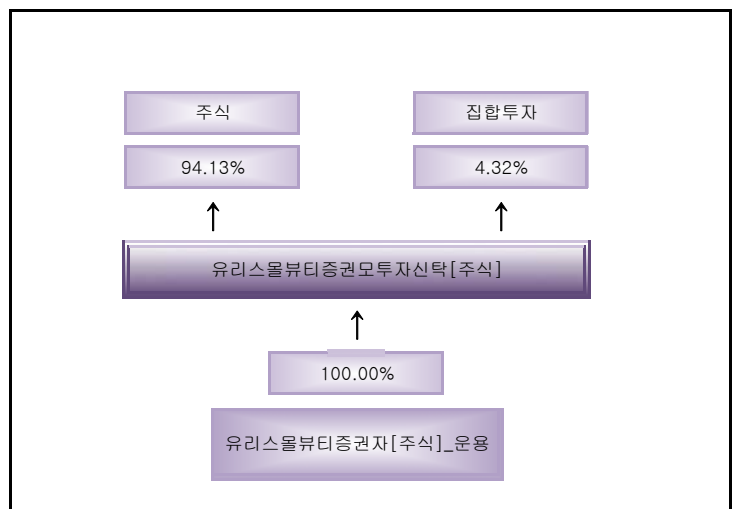 주식
집합투자
94.13%
4.32%
유리스몰뷰티증권모투자신탁[주식]
100.00%
유리스몰뷰티증권자[주식]_운용